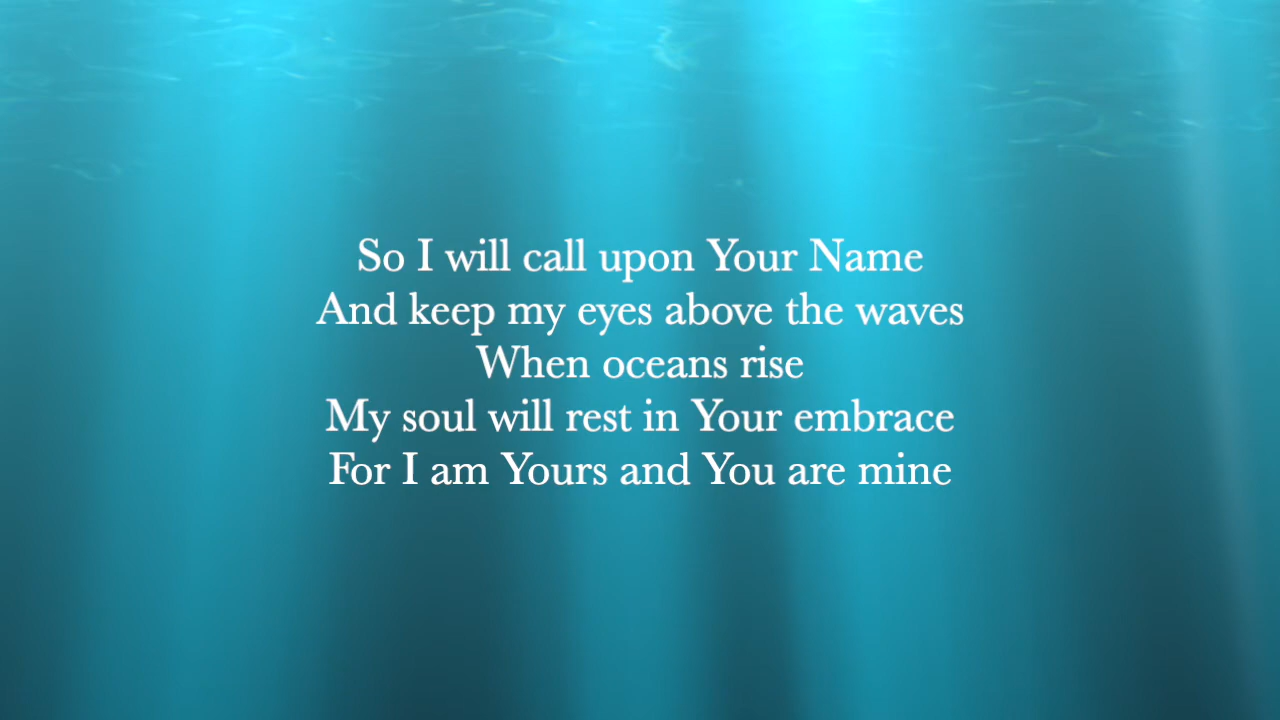 So I will call upon Your Name
And keep my eyes above the waves
When oceans rise
My soul will rest in Your embrace
For I am Yours and You are mine